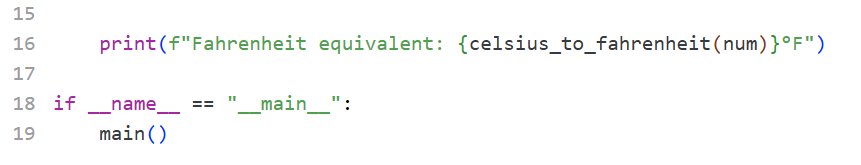 15
16     print(f"Fahrenheit equivalent: {celsius_to_fahrenheit(num)}°F")
17
18 if __name__ == "__main__":
19     main()